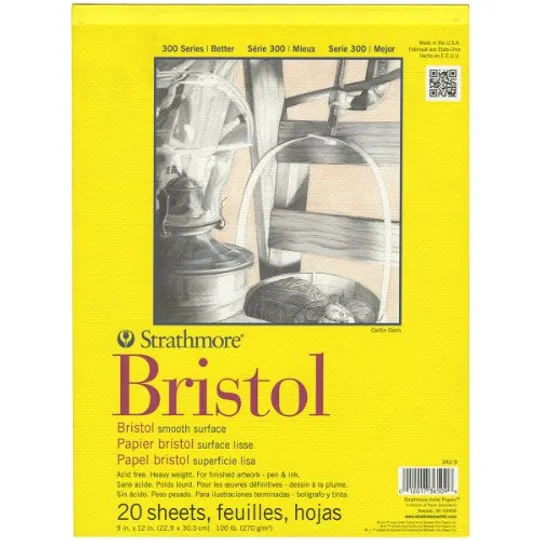 300 Series | Better Série 300 | Mieux Serie 300 | Mejor
Made in the U.S.A.
Fabriqué aux États-Unis
Hecho en E.E.U.U.
Caitlin Gjons
Strathmore®
Bristol
Bristol smooth surface
Papier bristol surface lisse
Papel bristol superficie lisa
Acid free. Heavy weight. For finished artwork - pen & ink.
Sans acide. Poids lourd. Pour les œuvres définitives - dessin à la plume.
Sin ácido. Peso pesado. Para ilustraciones terminadas - bolígrafo y tinta.
20 sheets, feuilles, hojas
9 in. x 12 in. (22.9 x 30.5 cm) 100 lb. (270 g/m²)
342-9
Strathmore Artist Papers™
Neenah, WI 54956
www.strathmoreartist.com